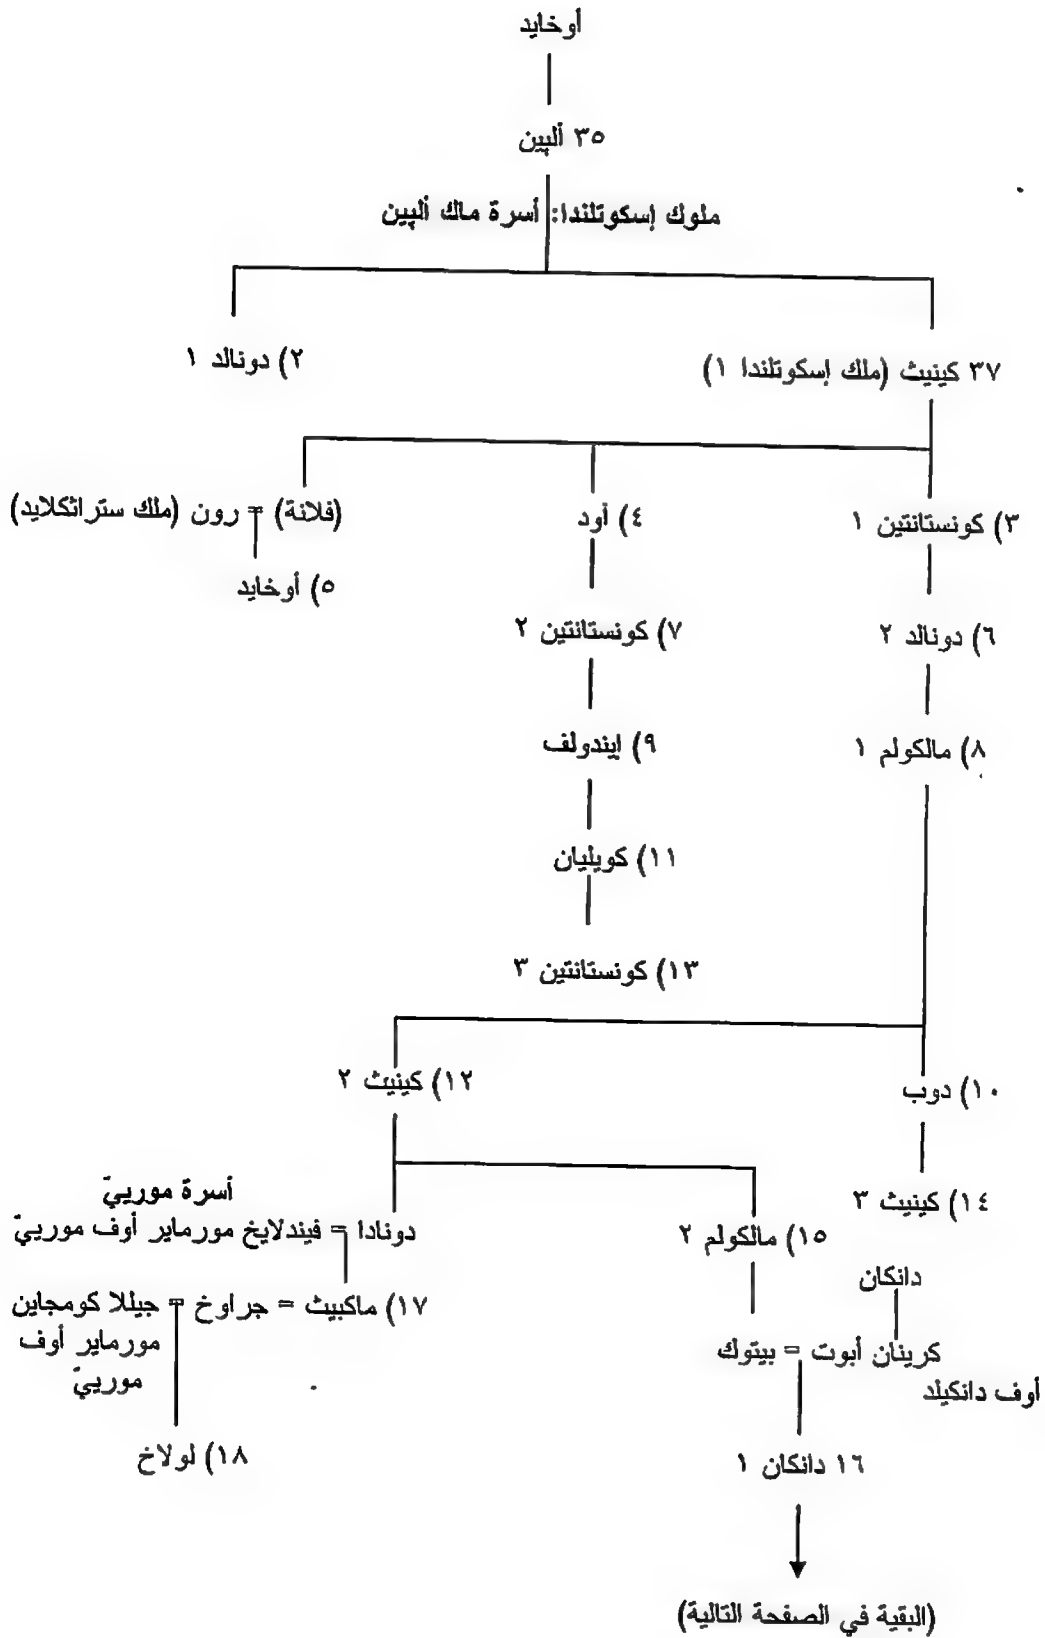 أوخايد
٣٥ ألبين
ملوك إسكوتلندا: أسرة ماك ألبين
٢) دونالد ١
٣٧ كينيث (ملك إسكوتلندا ١)
(فلانة) = رون (ملك ستراثكلايد)
٤) أود
٣) كونستانتين ١
٥) أوخايد
٧) كونستانتين ٢
٦) دونالد ٢
٩) إيندولف
٨) مالكولم ١
١١) كويليان
١٣) كونستانتين ٣
١٢) كينيث ٢
١٠) دوب
أسرة مورييّ
دونادا = فيندلايخ مورماير أوف مورييّ
١٥) مالكولم ٢
١٤) كينيث ٣
دانكان
١٧) ماكبيث = جراوخ = جيللا كومجاين
مورماير أوف
مورييّ
كرينان أبوت = بيتوك
أوف دانكيلد
١٨) لولاخ
١٦ دانكان ١
(البقية في الصفحة التالية)